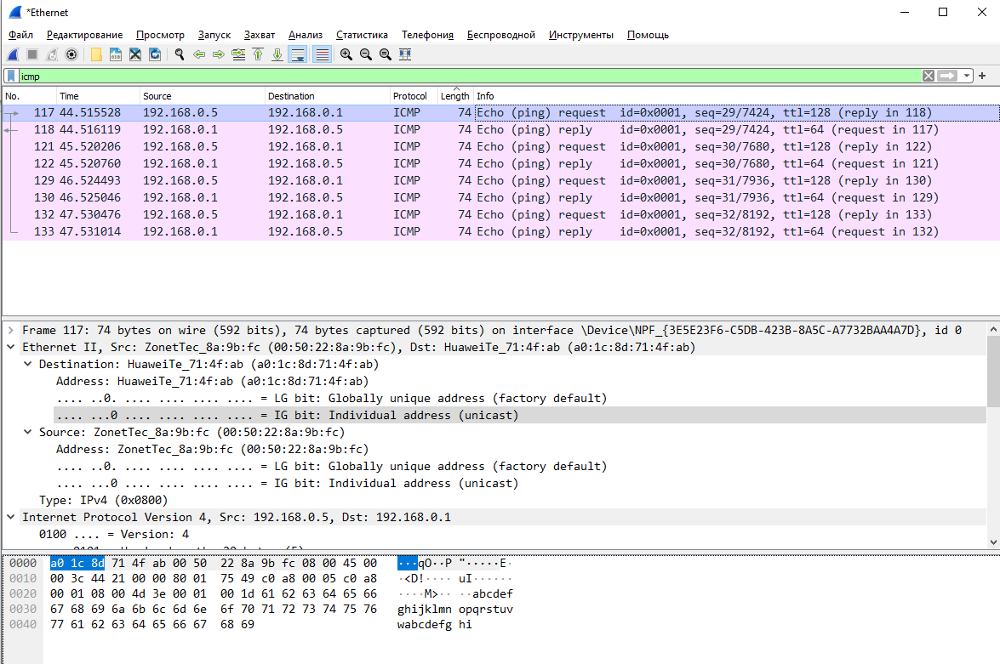 *Ethernet
Файл Редактирование Просмотр Запуск Захват Анализ Статистика Телефония Беспроводной Инструменты Помощь
icmp
No. Time Source Destination Protocol Length Info
117 44.515528 192.168.0.5 192.168.0.1 ICMP 74 Echo (ping) request id=0x0001, seq=29/7424, ttl=128 (reply in 118)
118 44.516119 192.168.0.1 192.168.0.5 ICMP 74 Echo (ping) reply id=0x0001, seq=29/7424, ttl=64 (request in 117)
121 45.520206 192.168.0.5 192.168.0.1 ICMP 74 Echo (ping) request id=0x0001, seq=30/7680, ttl=128 (reply in 122)
122 45.520760 192.168.0.1 192.168.0.5 ICMP 74 Echo (ping) reply id=0x0001, seq=30/7680, ttl=64 (request in 121)
129 46.524493 192.168.0.5 192.168.0.1 ICMP 74 Echo (ping) request id=0x0001, seq=31/7936, ttl=128 (reply in 130)
130 46.525046 192.168.0.1 192.168.0.5 ICMP 74 Echo (ping) reply id=0x0001, seq=31/7936, ttl=64 (request in 129)
132 47.530476 192.168.0.5 192.168.0.1 ICMP 74 Echo (ping) request id=0x0001, seq=32/8192, ttl=128 (reply in 133)
133 47.531014 192.168.0.1 192.168.0.5 ICMP 74 Echo (ping) reply id=0x0001, seq=32/8192, ttl=64 (request in 132)
Frame 117: 74 bytes on wire (592 bits), 74 bytes captured (592 bits) on interface \Device\NPF_{3E5E23F6-C5DB-423B-8A5C-A7732BAA4A7D}, id 0
Ethernet II, Src: ZonetTec_8a:9b:fc (00:50:22:8a:9b:fc), Dst: HuaweiTe_71:4f:ab (a0:1c:8d:71:4f:ab)
Destination: HuaweiTe_71:4f:ab (a0:1c:8d:71:4f:ab)
Address: HuaweiTe_71:4f:ab (a0:1c:8d:71:4f:ab)
.... ..0. .... .... .... .... = LG bit: Globally unique address (factory default)
.... ...0 .... .... .... .... = IG bit: Individual address (unicast)
Source: ZonetTec_8a:9b:fc (00:50:22:8a:9b:fc)
Address: ZonetTec_8a:9b:fc (00:50:22:8a:9b:fc)
.... ..0. .... .... .... .... = LG bit: Globally unique address (factory default)
.... ...0 .... .... .... .... = IG bit: Individual address (unicast)
Type: IPv4 (0x0800)
Internet Protocol Version 4, Src: 192.168.0.5, Dst: 192.168.0.1
0100 .... = Version: 4
0000 a0 1c 8d 71 4f ab 00 50 22 8a 9b fc 08 00 45 00 ···qO··P "·····E·
0010 00 3c 44 21 00 00 80 01 75 49 c0 a8 00 05 c0 a8 ·<D!···· uI······
0020 00 01 08 00 4d 3e 00 01 00 1d 61 62 63 64 65 66 ····M>·· ··abcdef
0030 67 68 69 6a 6b 6c 6d 6e 6f 70 71 72 73 74 75 76 ghijklmn opqrstuv
0040 77 61 62 63 64 65 66 67 68 69 wabcdefg hi